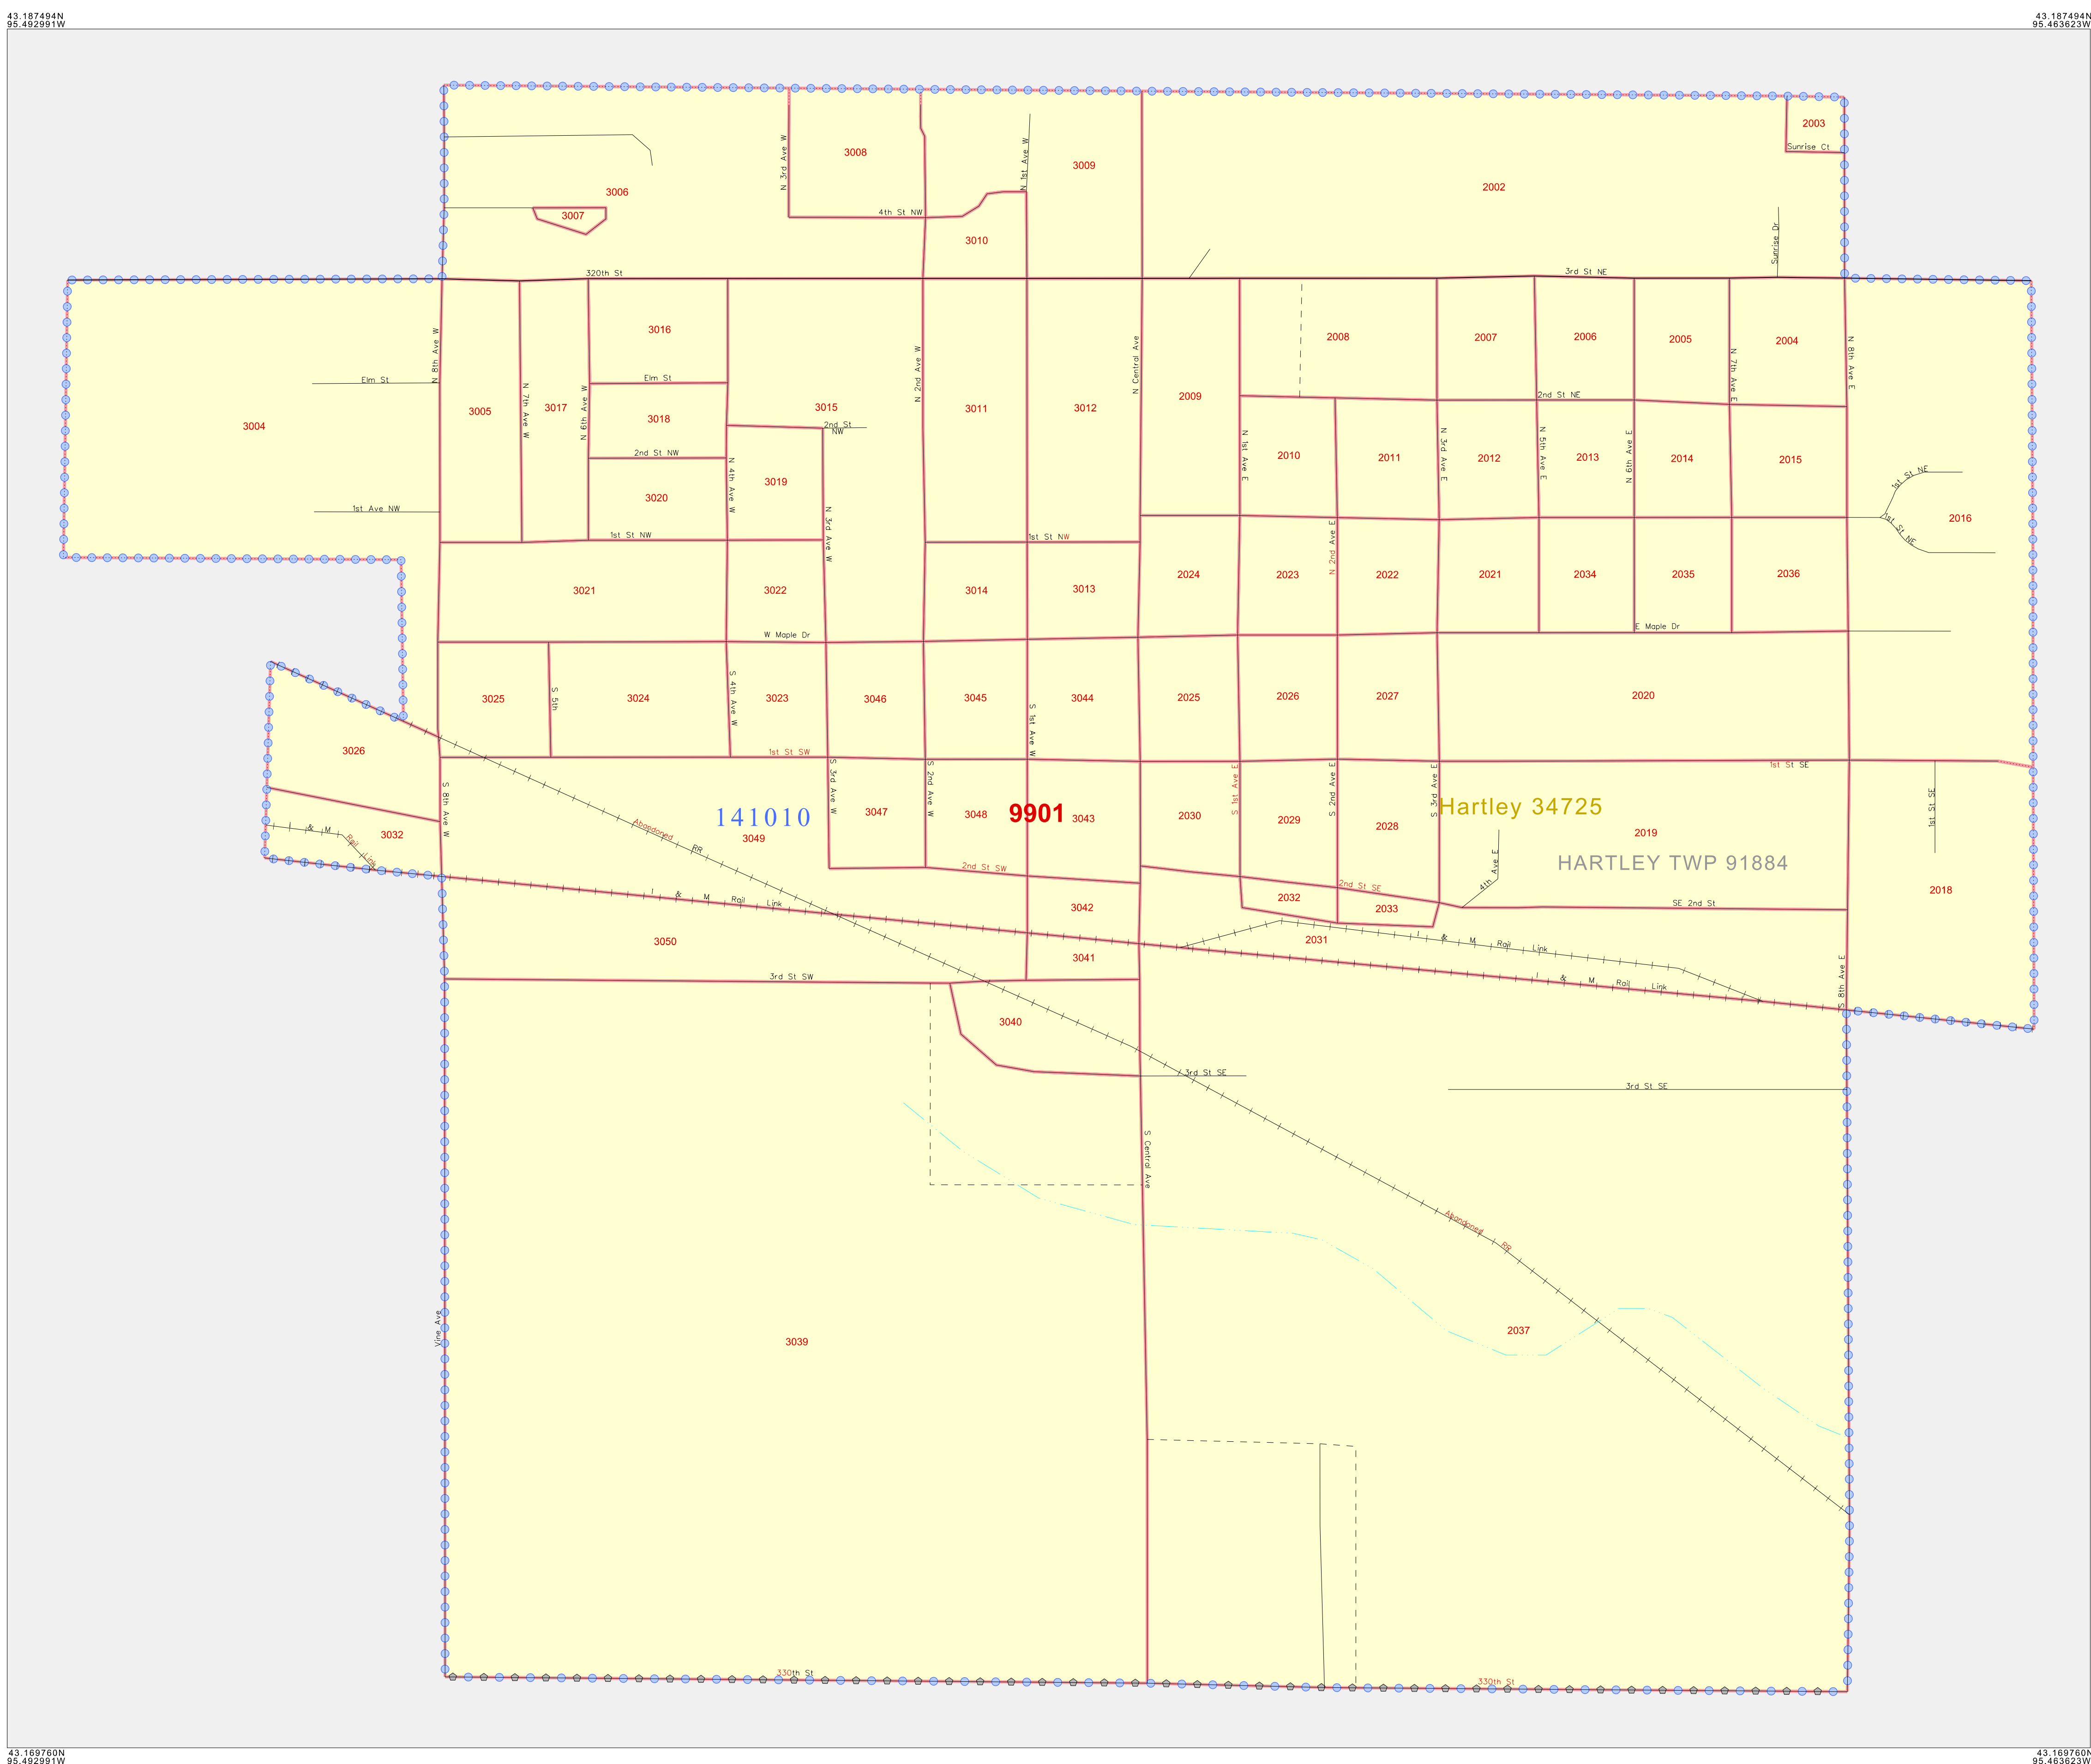 43.187494N
95.492991W
43.187494N
95.463623W
2003
Sunrise Ct
3008
N 3rd Ave W
3009
N 1st Ave W
2002
3006
3007
4th St NW
3010
Sunrise Dr
320th St
3rd St NE
3016
2008
2007
2006
2005
2004
N 8th Ave W
N 2nd Ave W
N Central Ave
N 7th Ave E
N 8th Ave E
Elm St
Elm St
2009
2nd St NE
3004
3005
N 7th Ave W
3017
N 6th Ave W
3018
3015
2nd St
NW
3011
3012
2nd St NW
N 4th Ave W
3019
3020
N 1st Ave E
2010
2011
N 3rd Ave E
2012
N 5th Ave E
2013
N 6th Ave E
2014
2015
1st St NE
1st St NE
2016
1st Ave NW
1st St NW
N 3rd Ave W
1st St NW
N 2nd Ave E
3021
3022
3014
3013
2024
2023
2022
2021
2034
2035
2036
W Maple Dr
E Maple Dr
3025
S 5th
3024
S 4th Ave W
3023
3046
3045
S 1st Ave W
3044
2025
2026
2027
2020
3026
1st St SW
1st St SE
S 8th Ave W
141010
3049
S 3rd Ave W
3047
S 2nd Ave W
3048
9901
3043
2030
S 1st Ave E
2029
S 2nd Ave E
2028
S 3rd Ave E
Hartley 34725
2019
1st St SE
3032
I & M
Rail Link
Abandoned
RR
HARTLEY TWP 91884
2nd St SW
2nd St SE
4th Ave E
2018
I & M Rail Link
3042
2032
2033
SE 2nd St
3050
3041
2031
I & M Rail Link
I & M Rail Link
S 8th Ave E
3rd St SW
3040
3rd St SE
3rd St SE
S Central Ave
Abandoned
RR
Vine Ave
3039
2037
330th St
330th St
43.169760N
95.492991W
43.169760N
95.463623W